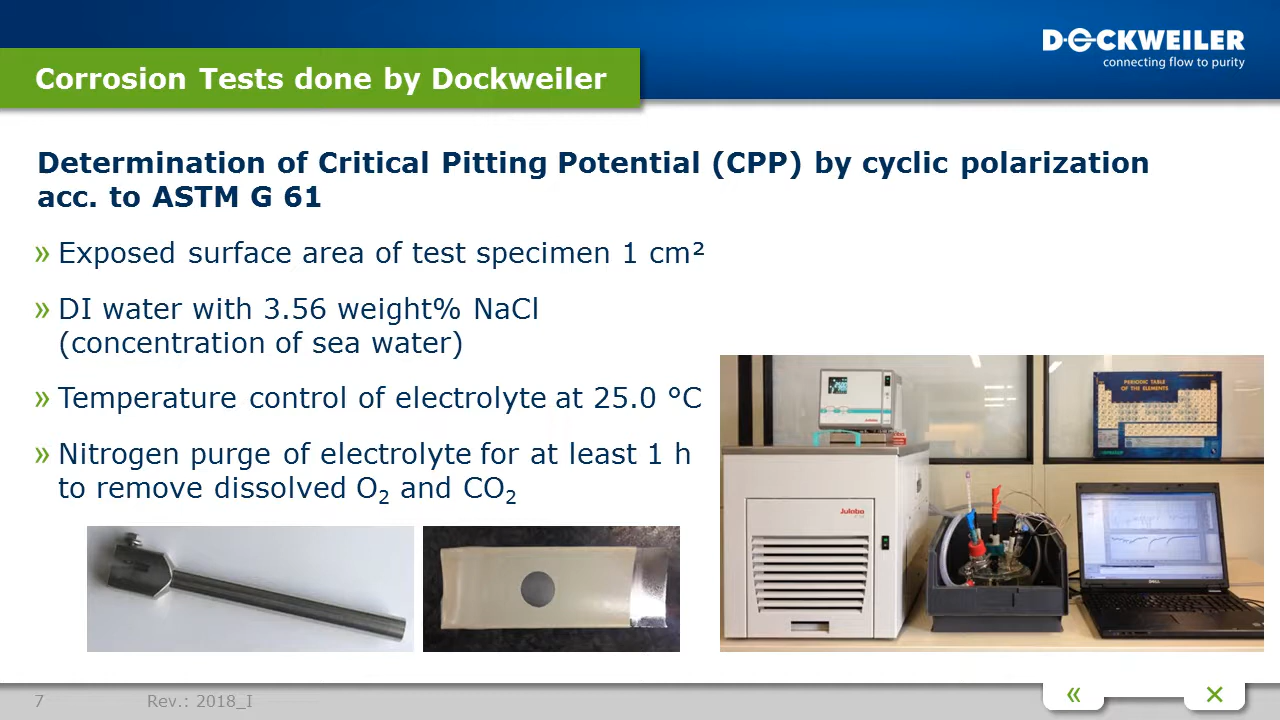 DOCKWEILER
connecting flow to purity
Corrosion Tests done by Dockweiler
Determination of Critical Pitting Potential (CPP) by cyclic polarization
acc. to ASTM G 61
» Exposed surface area of test specimen 1 cm²
» DI water with 3.56 weight% NaCl
(concentration of sea water)
» Temperature control of electrolyte at 25.0 °C
» Nitrogen purge of electrolyte for at least 1 h
to remove dissolved O₂ and CO₂
PERIODIC TABLE
OF THE ELEMENTS
Julabo
DELL
7
Rev.: 2018_I